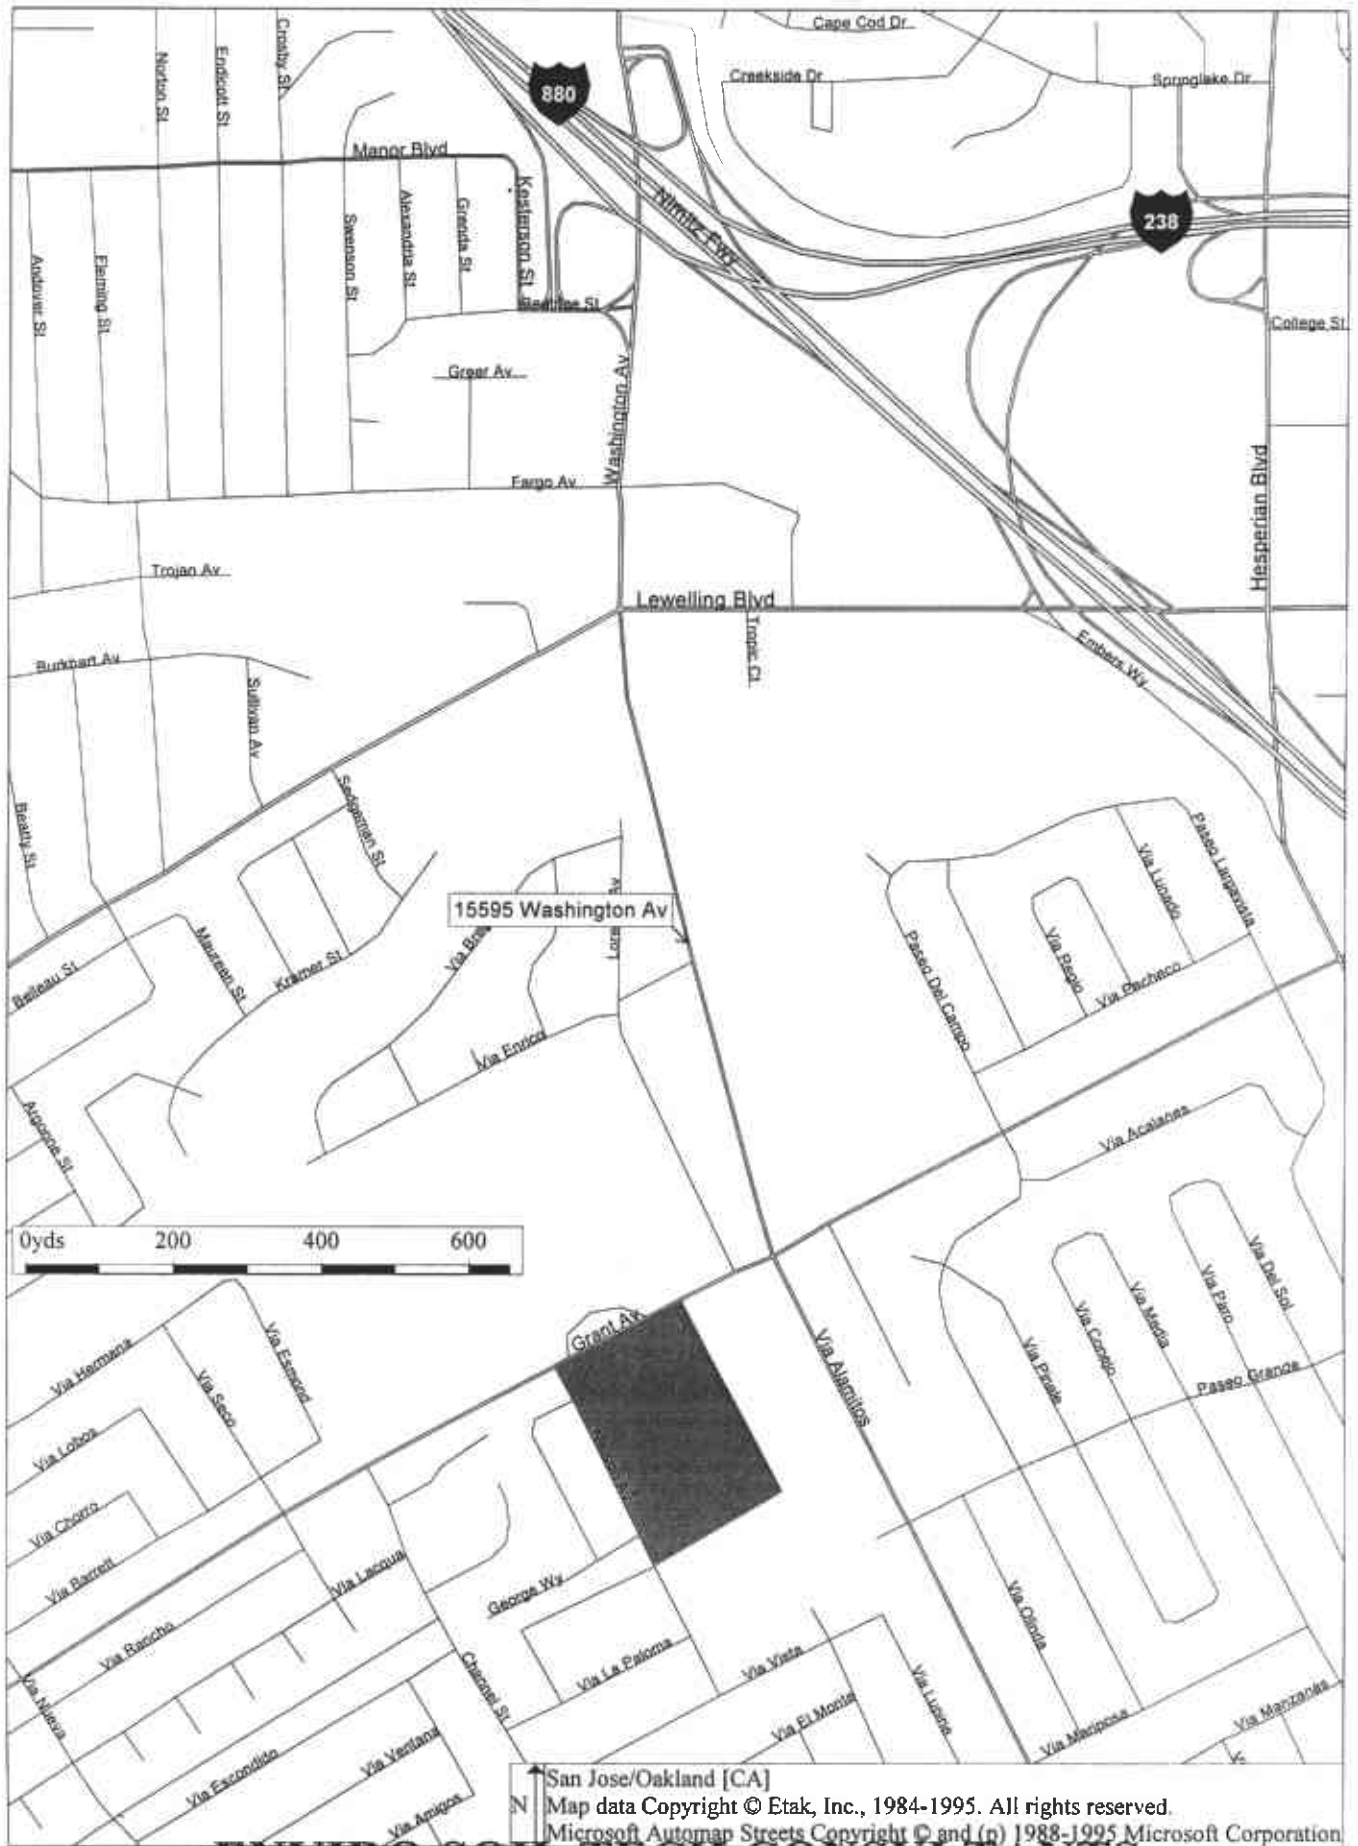 Cape Cod Dr
Creekside Dr
Springlake Dr
Norton St
Endicott St
Crosby St
880
Manor Blvd
Kesterson St
Nimitz Fwy
238
Andover St
Fleming St
Swenson St
Alexandria St
Grenda St
College St
Greer Av
Washington Av
Hesperian Blvd
Fargo Av
Trojan Av
Lewelling Blvd
Tropic Ct
Embers Wy
Burkhart Av
Sullivan Av
Bearty St
Sedgeman St
15595 Washington Av
Via Lunado
Paseo Largavista
Belleau St
Maureen St
Kramer St
Paseo Del Campo
Via Regio
Via Pacheco
Via Enrico
Argonne St
Via Acalanes
0yds 200 400 600
Grant Av
Via Hermana
Via Seco
Via Esmond
Via Alamitos
Via Pinale
Via Conejo
Via Media
Via Paro
Via Del Sol
Paseo Grande
Via Lobos
Via Chorro
Via Barrett
Via Lacqua
George Wy
Via Olinda
Via Rancho
Via La Paloma
Via Vista
Channel St
Via Nueva
Via El Monte
Via Mariposa
Via Manzanas
Via Escondido
Via Ventana
Via Amigos
San Jose/Oakland [CA]
N Map data Copyright © Etak, Inc., 1984-1995. All rights reserved.
Microsoft Automap Streets Copyright © and (p) 1988-1995 Microsoft Corporation